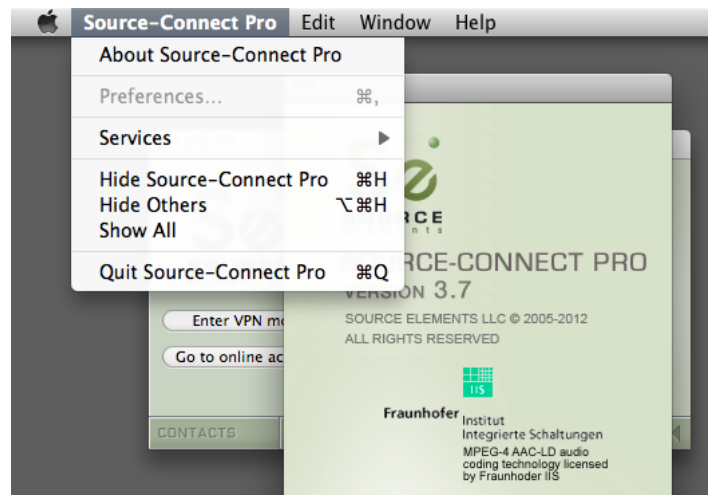 Source-Connect Pro Edit Window Help
About Source-Connect Pro
Preferences... ⌘,
Services
Hide Source-Connect Pro ⌘H
Hide Others ⌥⌘H
Show All
Quit Source-Connect Pro ⌘Q
RCE
nts
RCE-CONNECT PRO
VERSION 3.7
SOURCE ELEMENTS LLC © 2005-2012
ALL RIGHTS RESERVED
Enter VPN mo
Go to online ac
IIS
Fraunhofer Institut
Integrierte Schaltungen
MPEG-4 AAC-LD audio
coding technology licensed
by Fraunhoder IIS
CONTACTS